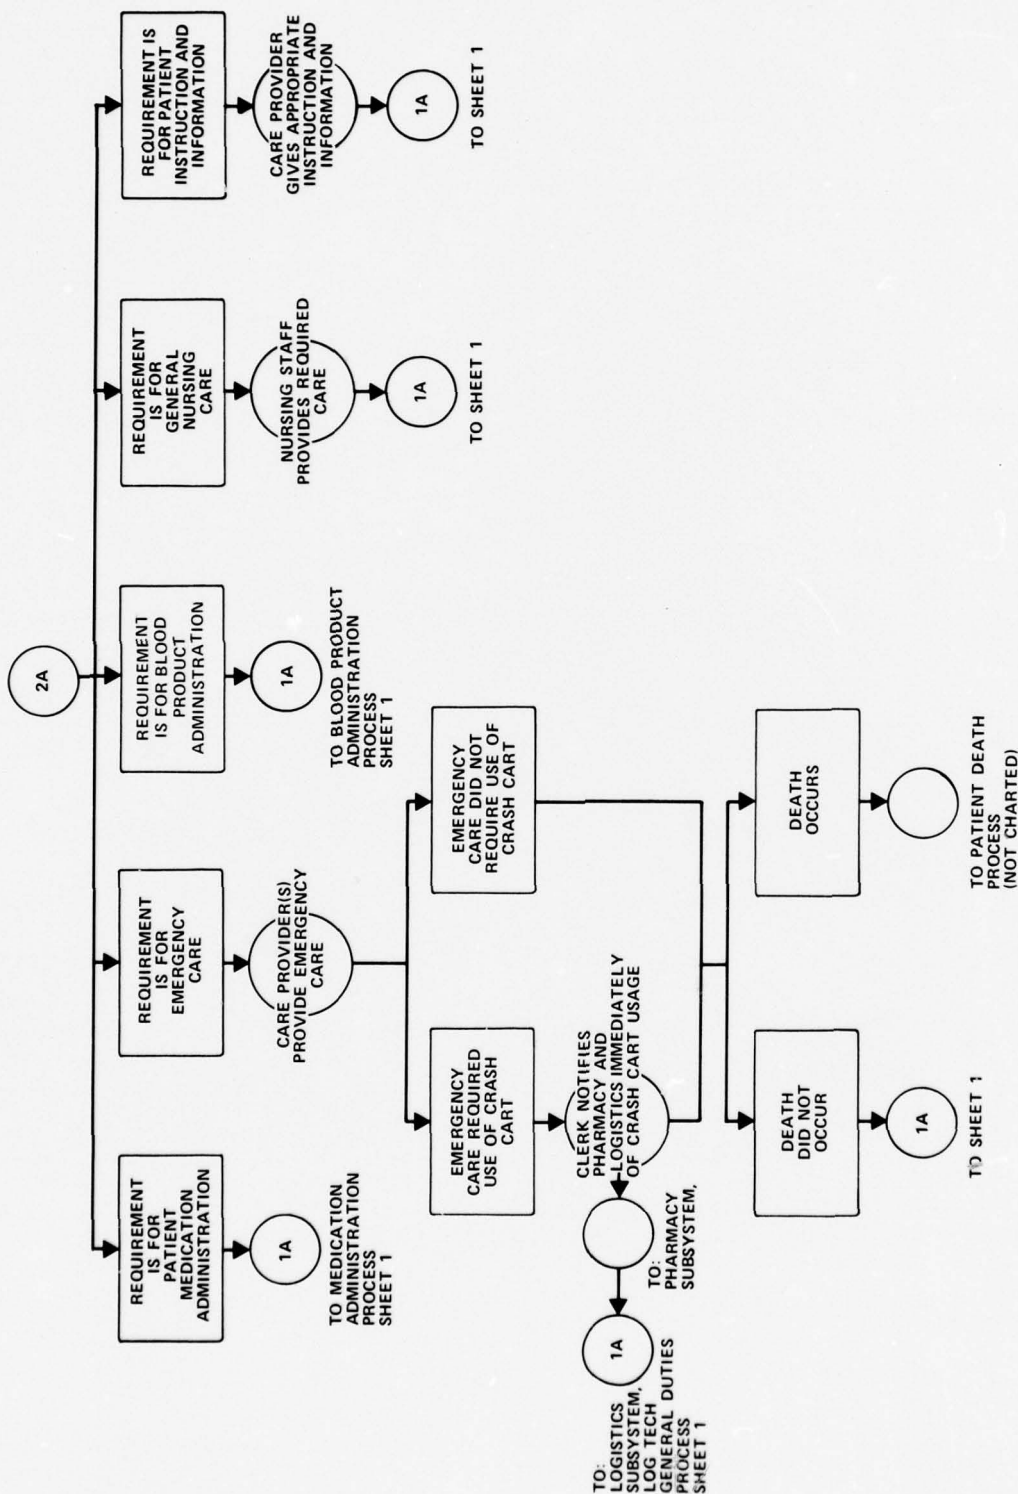 2A
REQUIREMENT
IS FOR
PATIENT
MEDICATION
ADMINISTRATION
1A
TO MEDICATION
ADMINISTRATION
PROCESS
SHEET 1
REQUIREMENT
IS FOR
EMERGENCY
CARE
CARE PROVIDER(S)
PROVIDE EMERGENCY
CARE
REQUIREMENT
IS FOR BLOOD
PRODUCT
ADMINISTRATION
1A
TO BLOOD PRODUCT
ADMINISTRATION
PROCESS
SHEET 1
REQUIREMENT
IS FOR
GENERAL
NURSING
CARE
NURSING STAFF
PROVIDES REQUIRED
CARE
1A
TO SHEET 1
REQUIREMENT IS
FOR PATIENT
INSTRUCTION AND
INFORMATION
CARE PROVIDER
GIVES APPROPRIATE
INSTRUCTION AND
INFORMATION
1A
TO SHEET 1
EMERGENCY
CARE REQUIRED
USE OF CRASH
CART
EMERGENCY
CARE DID NOT
REQUIRE USE OF
CRASH CART
CLERK NOTIFIES
PHARMACY AND
LOGISTICS IMMEDIATELY
OF CRASH CART USAGE
TO:
PHARMACY
SUBSYSTEM,
1A
TO:
LOGISTICS
SUBSYSTEM,
LOG TECH
GENERAL DUTIES
PROCESS
SHEET 1
DEATH
DID NOT
OCCUR
1A
TO SHEET 1
DEATH
OCCURS
TO PATIENT DEATH
PROCESS
(NOT CHARTED)